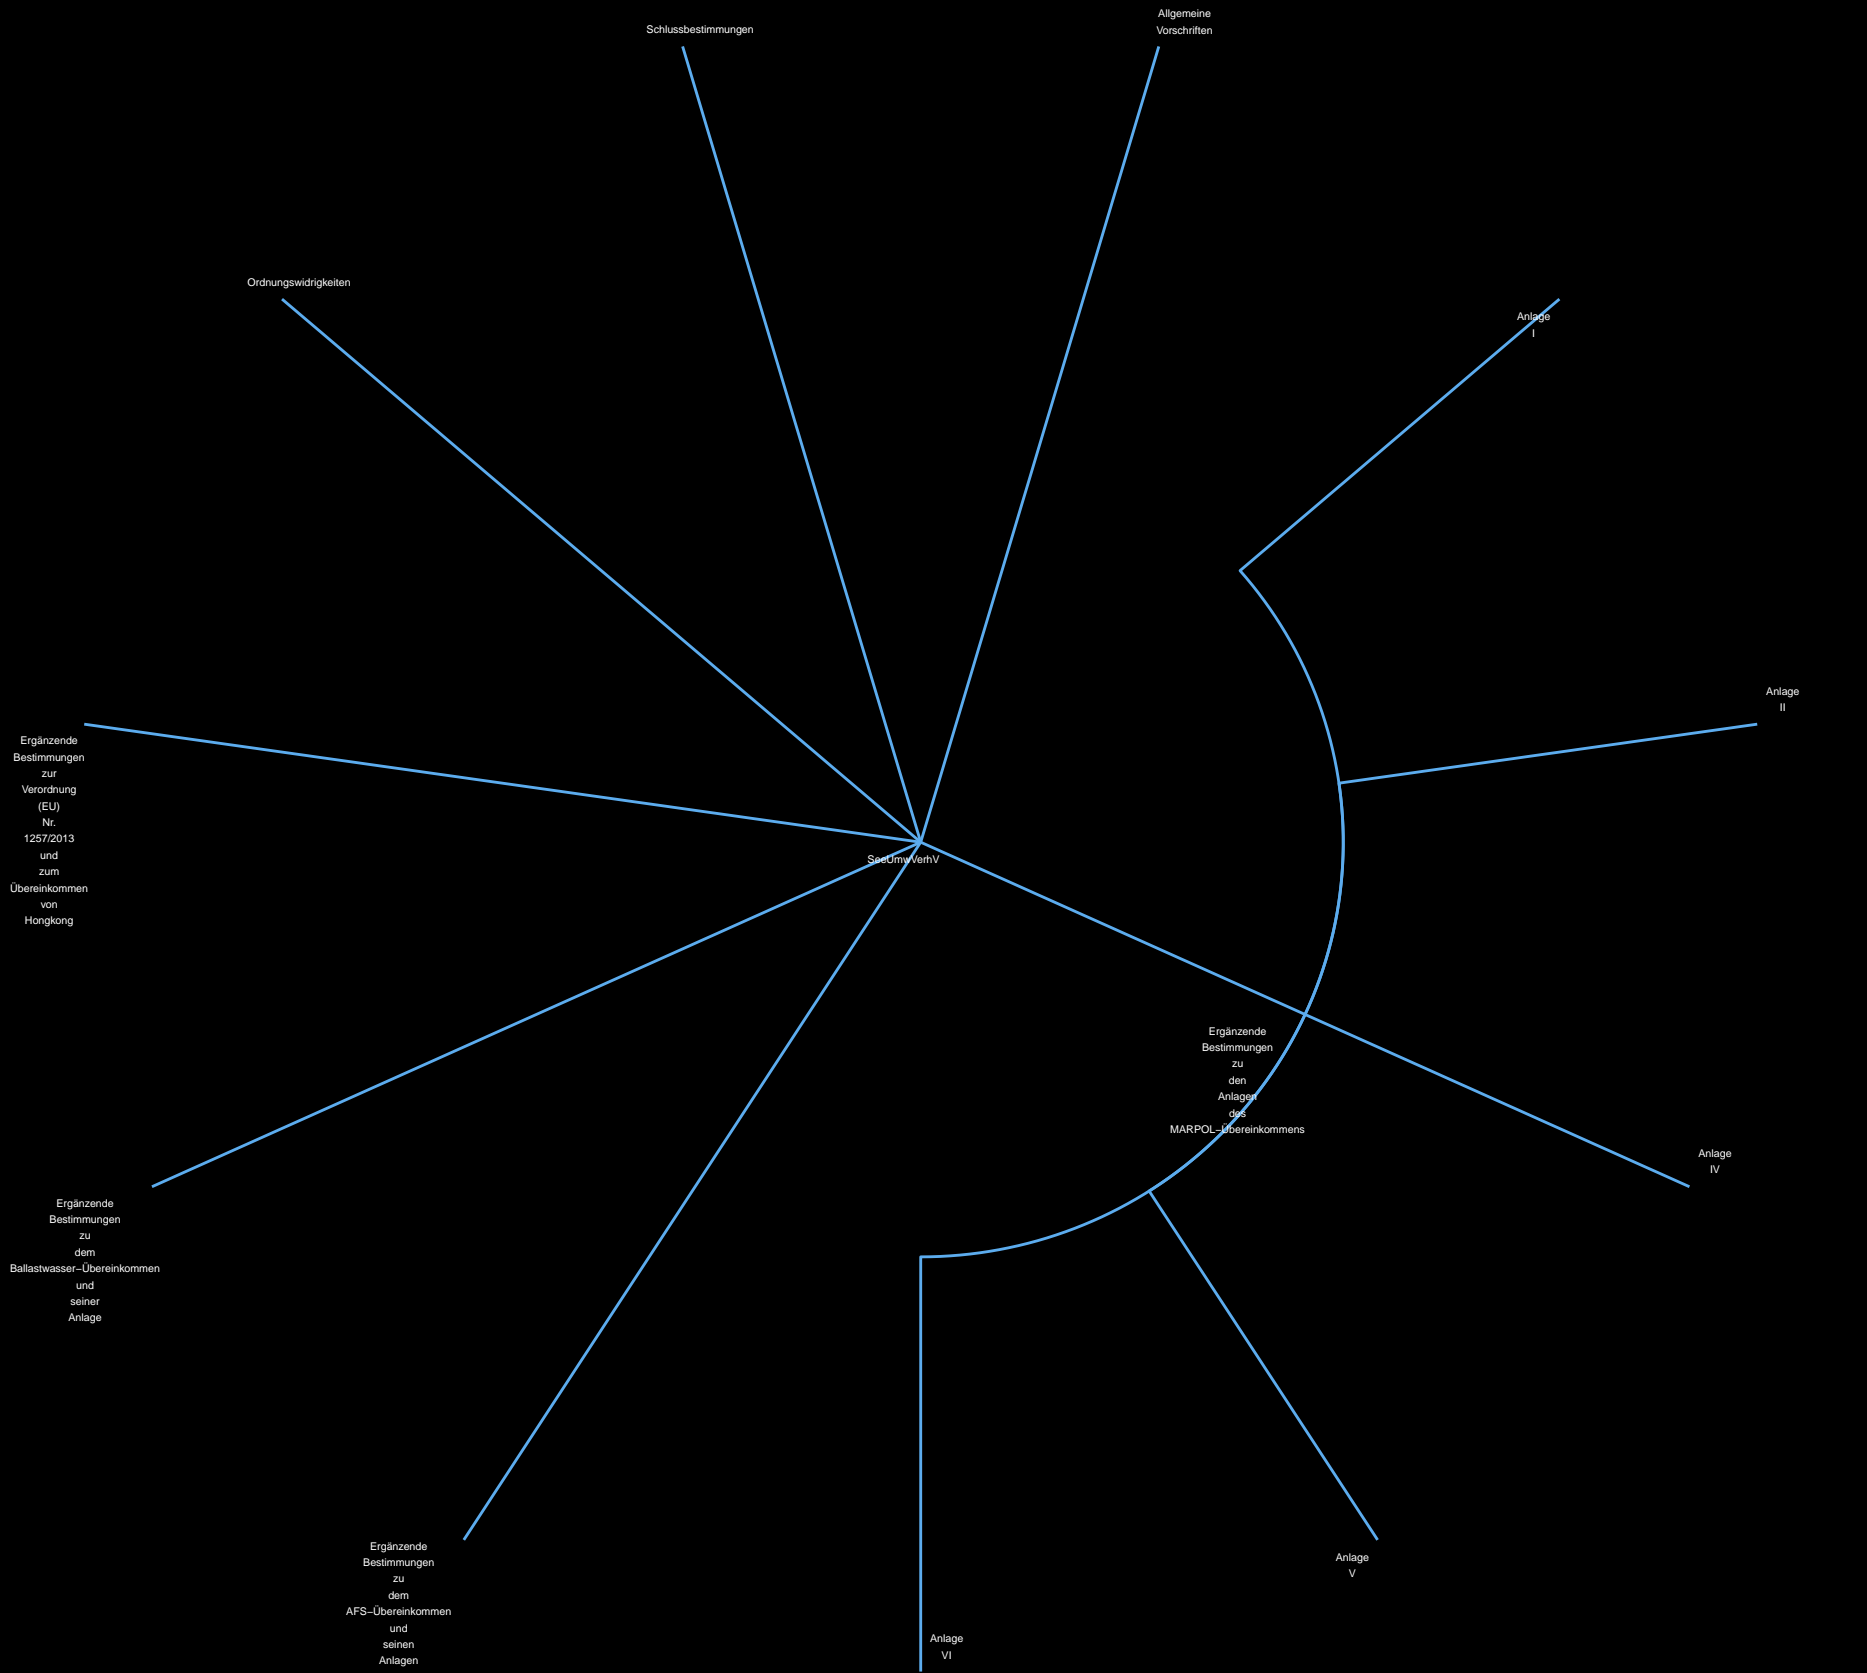 Schlussbestimmungen
Allgemeine
Vorschriften
Ordnungswidrigkeiten
Anlage
I
Anlage
II
Ergänzende
Bestimmungen
zur
Verordnung
(EU)
Nr.
1257/2013
und
zum
Übereinkommen
von
Hongkong
SeeUmwVerhV
Ergänzende
Bestimmungen
zu
den
Anlagen
des
MARPOL–Übereinkommens
Anlage
IV
Ergänzende
Bestimmungen
zu
dem
Ballastwasser–Übereinkommen
und
seiner
Anlage
Ergänzende
Bestimmungen
zu
dem
AFS–Übereinkommen
und
seinen
Anlagen
Anlage
V
Anlage
VI